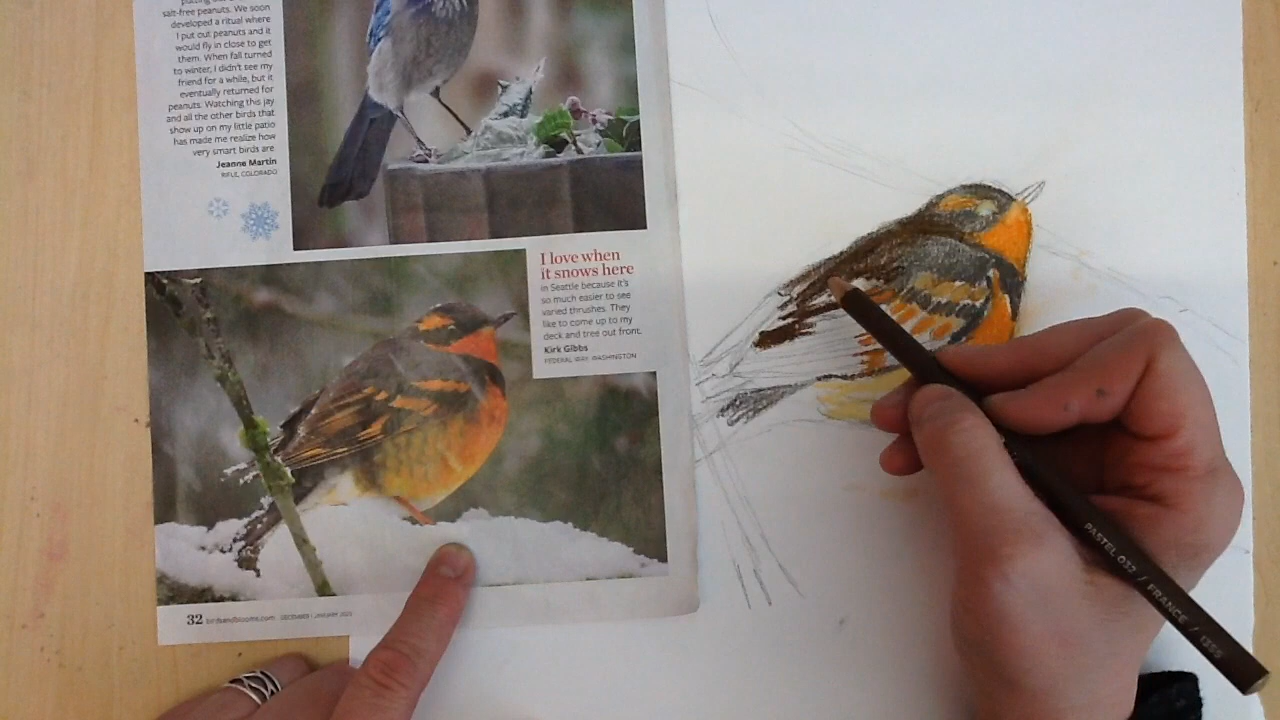 salt-free peanuts. We soon
developed a ritual where
I put out peanuts and it
would fly in close to get
them. When fall turned
to winter, I didn't see my
friend for a while, but it
eventually returned for
peanuts. Watching this jay
and all the other birds that
show up on my little patio
has made me realize how
very smart birds are
Jeanne Martin
RIFLE, COLORADO
I love when
it snows here
in Seattle because it's
so much easier to see
varied thrushes. They
like to come up to my
deck and tree out front.
Kirk Gibbs
FEDERAL WAY, WASHINGTON
32 birdsandblooms.com DECEMBER / JANUARY
PASTEL 037 / FRANCE / 1355